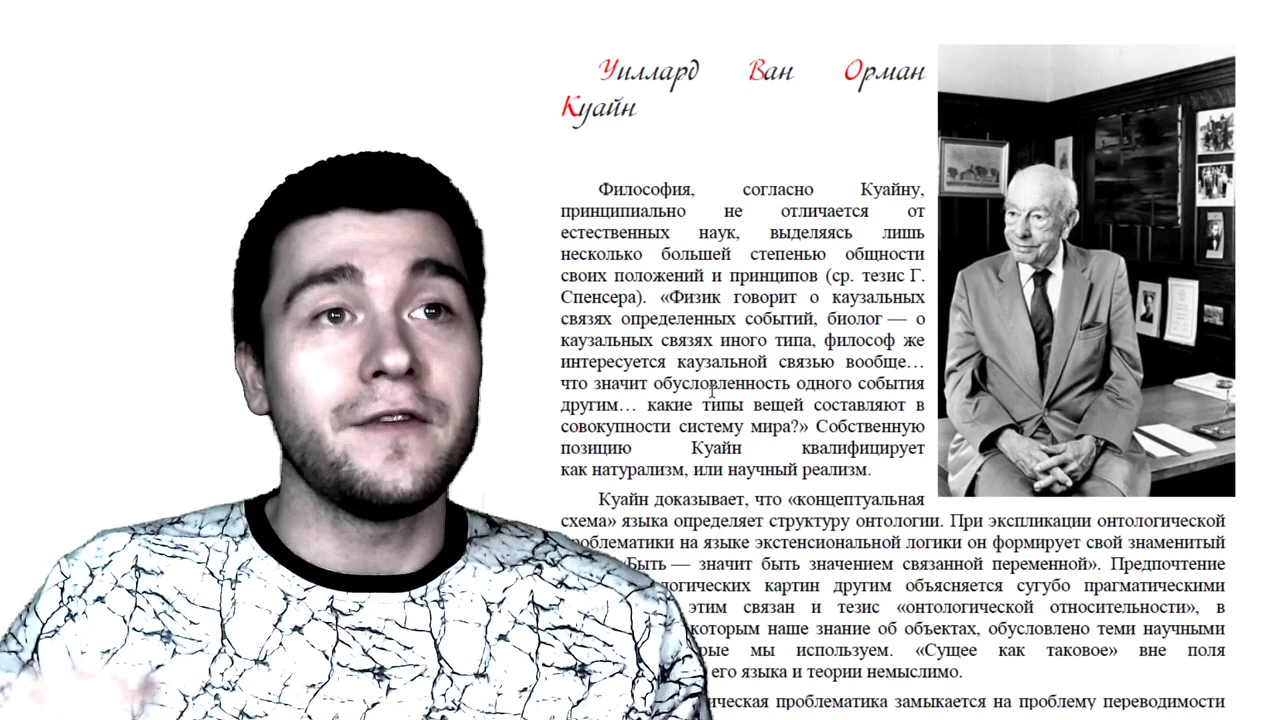 Уиллард Ван Орман
Куайн
Философия, согласно Куайну,
принципиально не отличается от
естественных наук, выделяясь лишь
несколько большей степенью общности
своих положений и принципов (ср. тезис Г.
Спенсера). «Физик говорит о каузальных
связях определенных событий, биолог — о
каузальных связях иного типа, философ же
интересуется каузальной связью вообще…
что значит обусловленность одного события
другим… какие типы вещей составляют в
совокупности систему мира?» Собственную
позицию Куайн квалифицирует
как натурализм, или научный реализм.
Куайн доказывает, что «концептуальная
схема» языка определяет структуру онтологии. При экспликации онтологической
проблематики на языке экстенсиональной логики он формирует свой знаменитый
Быть — значит быть значением связанной переменной». Предпочтение
картин другим объясняется сугубо прагматическими
этим связан и тезис «онтологической относительности», в
которым наше знание об объектах, обусловлено теми научными
мы используем. «Сущее как таковое» вне поля
его языка и теории немыслимо.
проблематика замыкается на проблему переводимости